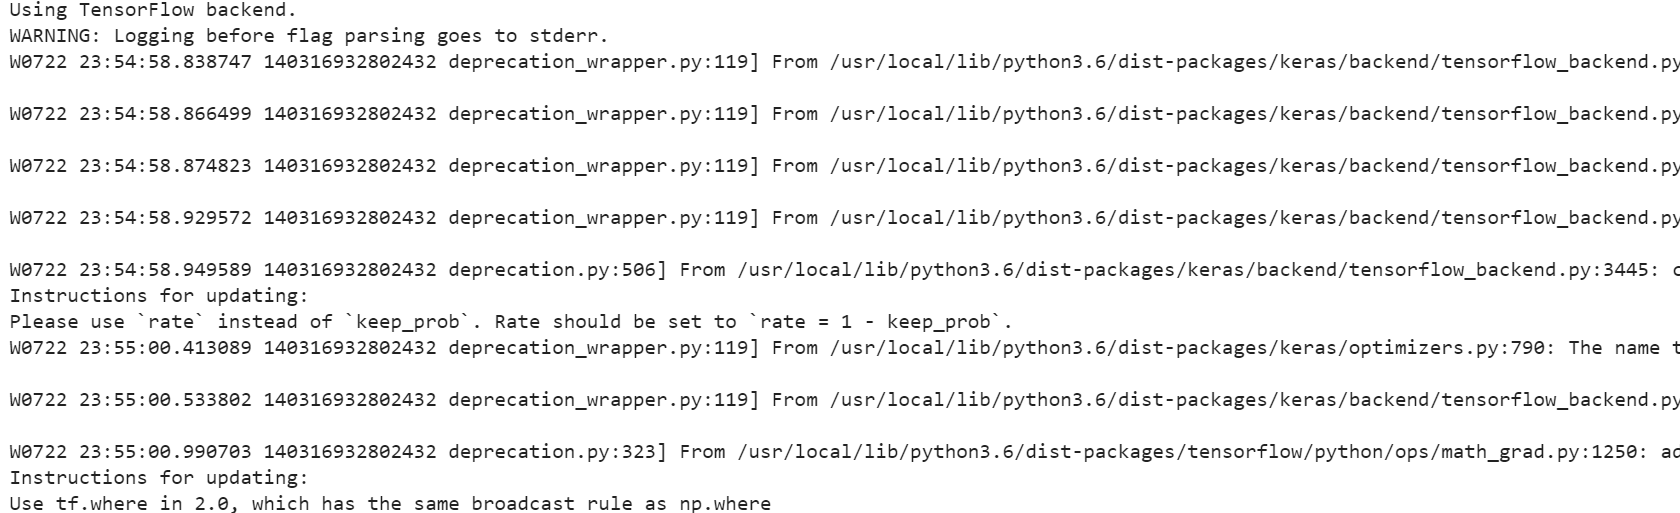 Using TensorFlow backend.
WARNING: Logging before flag parsing goes to stderr.
W0722 23:54:58.838747 140316932802432 deprecation_wrapper.py:119] From /usr/local/lib/python3.6/dist-packages/keras/backend/tensorflow_backend.py
W0722 23:54:58.866499 140316932802432 deprecation_wrapper.py:119] From /usr/local/lib/python3.6/dist-packages/keras/backend/tensorflow_backend.py
W0722 23:54:58.874823 140316932802432 deprecation_wrapper.py:119] From /usr/local/lib/python3.6/dist-packages/keras/backend/tensorflow_backend.py
W0722 23:54:58.929572 140316932802432 deprecation_wrapper.py:119] From /usr/local/lib/python3.6/dist-packages/keras/backend/tensorflow_backend.py
W0722 23:54:58.949589 140316932802432 deprecation.py:506] From /usr/local/lib/python3.6/dist-packages/keras/backend/tensorflow_backend.py:3445:
Instructions for updating:
Please use `rate` instead of `keep_prob`. Rate should be set to `rate = 1 - keep_prob`.
W0722 23:55:00.413089 140316932802432 deprecation_wrapper.py:119] From /usr/local/lib/python3.6/dist-packages/keras/optimizers.py:790: The name
W0722 23:55:00.533802 140316932802432 deprecation_wrapper.py:119] From /usr/local/lib/python3.6/dist-packages/keras/backend/tensorflow_backend.py
W0722 23:55:00.990703 140316932802432 deprecation.py:323] From /usr/local/lib/python3.6/dist-packages/tensorflow/python/ops/math_grad.py:1250:
Instructions for updating:
Use tf.where in 2.0, which has the same broadcast rule as np.where